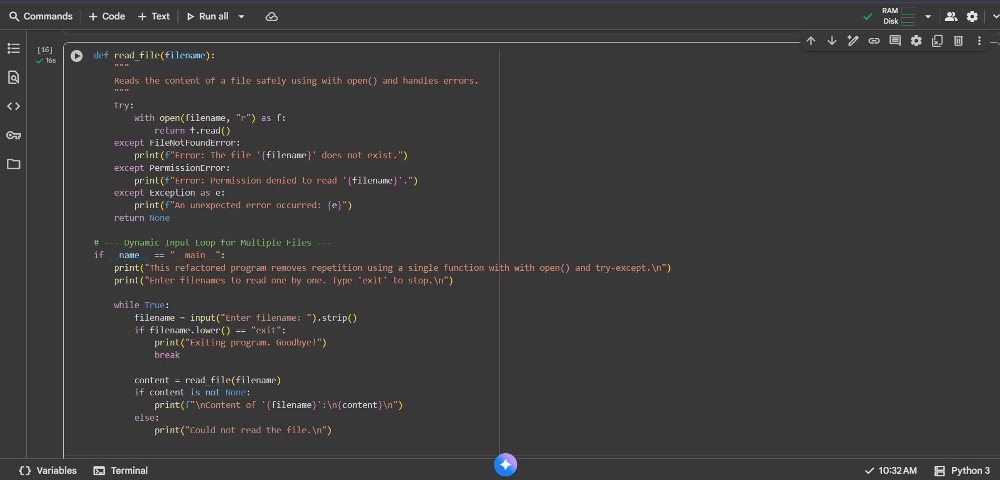 Commands + Code + Text Run all RAM
Disk
[16]
16s
def read_file(filename):
    """
    Reads the content of a file safely using with open() and handles errors.
    """
    try:
        with open(filename, "r") as f:
            return f.read()
    except FileNotFoundError:
        print(f"Error: The file '{filename}' does not exist.")
    except PermissionError:
        print(f"Error: Permission denied to read '{filename}'.")
    except Exception as e:
        print(f"An unexpected error occurred: {e}")
    return None

# --- Dynamic Input Loop for Multiple Files ---
if __name__ == "__main__":
    print("This refactored program removes repetition using a single function with with open() and try-except.\n")
    print("Enter filenames to read one by one. Type 'exit' to stop.\n")

    while True:
        filename = input("Enter filename: ").strip()
        if filename.lower() == "exit":
            print("Exiting program. Goodbye!")
            break

        content = read_file(filename)
        if content is not None:
            print(f"\nContent of '{filename}':\n{content}\n")
        else:
            print("Could not read the file.\n")
{} Variables Terminal 10:32 AM Python 3